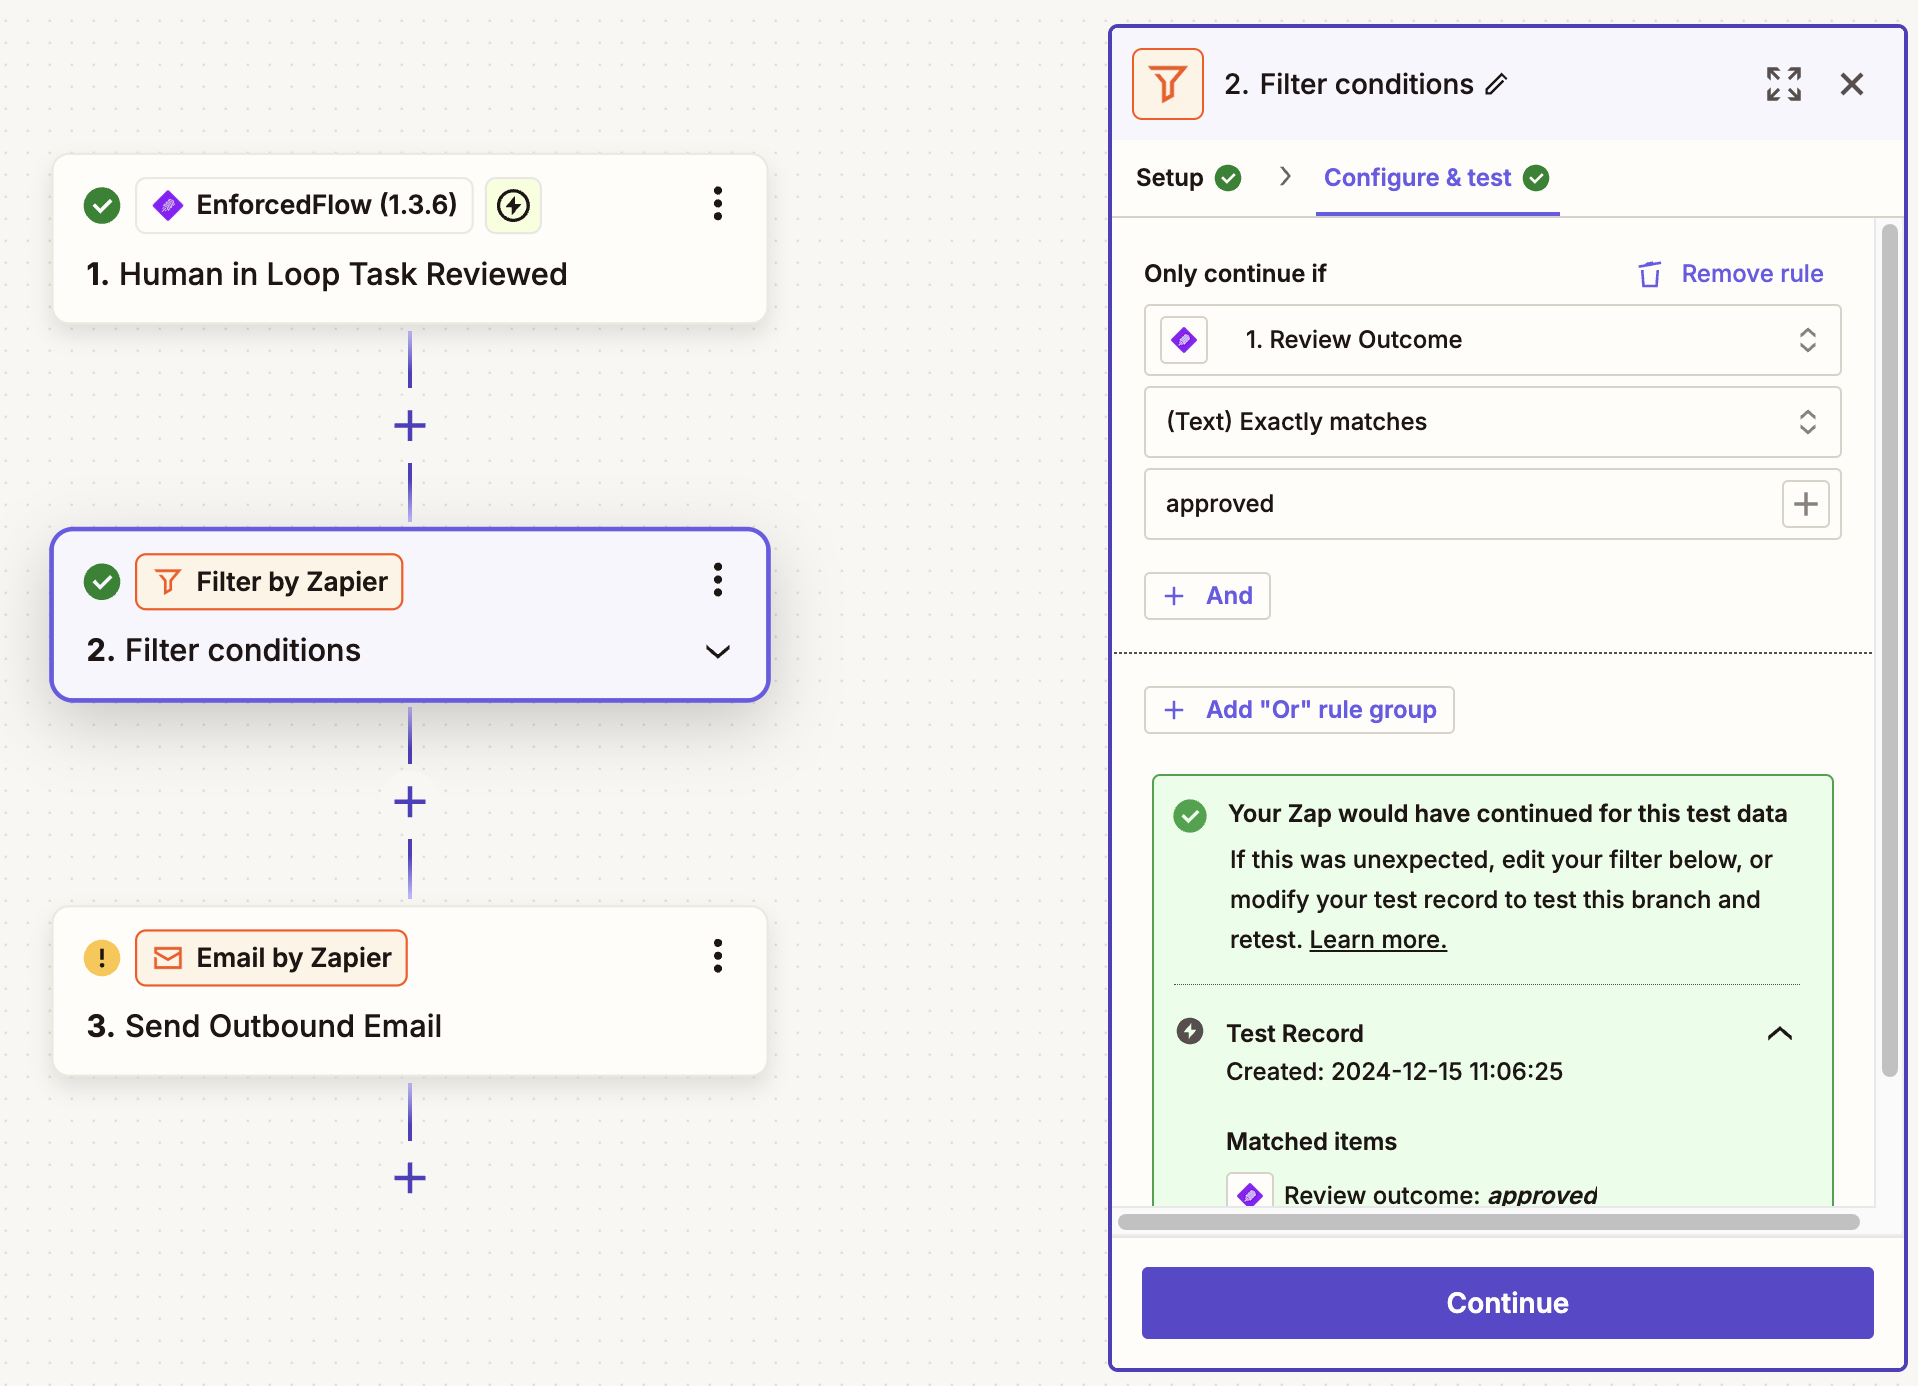 EnforcedFlow (1.3.6)
1. Human in Loop Task Reviewed
Filter by Zapier
2. Filter conditions
Email by Zapier
3. Send Outbound Email
2. Filter conditions
Setup
Configure & test
Only continue if
Remove rule
1. Review Outcome
(Text) Exactly matches
approved
And
Add "Or" rule group
Your Zap would have continued for this test data
If this was unexpected, edit your filter below, or
modify your test record to test this branch and
retest. Learn more.
Test Record
Created: 2024-12-15 11:06:25
Matched items
Review outcome: approved
Continue